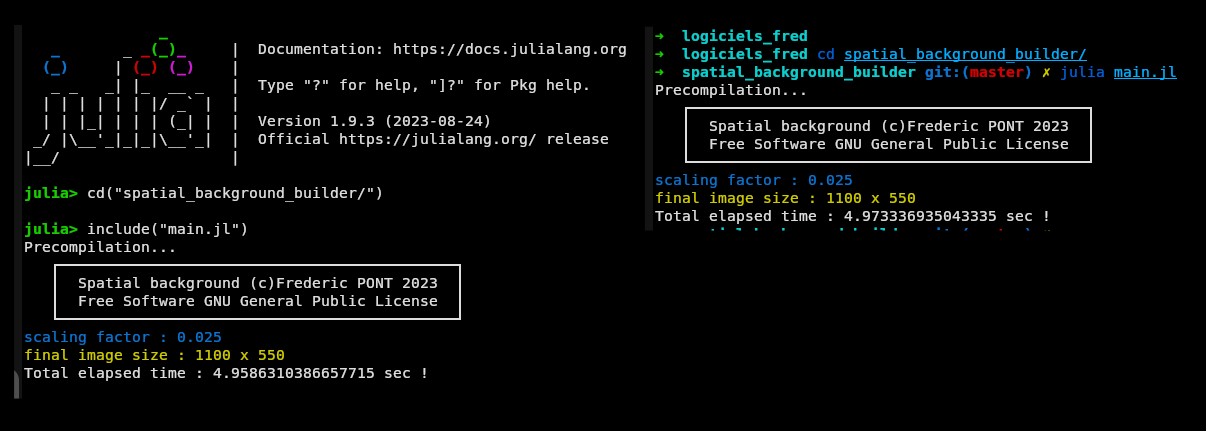 Documentation: https://docs.julialang.org
Type "?" for help, "]?" for Pkg help.
Version 1.9.3 (2023-08-24)
Official https://julialang.org/ release
julia> cd("spatial_background_builder/")
julia> include("main.jl")
Precompilation...
Spatial background (c)Frederic PONT 2023
Free Software GNU General Public License
scaling factor : 0.025
final image size : 1100 x 550
Total elapsed time : 4.9586310386657715 sec !
➜ logiciels_fred
➜ logiciels_fred cd spatial_background_builder/
➜ spatial_background_builder git:(master) ✗ julia main.jl
Precompilation...
Spatial background (c)Frederic PONT 2023
Free Software GNU General Public License
scaling factor : 0.025
final image size : 1100 x 550
Total elapsed time : 4.973336935043335 sec !